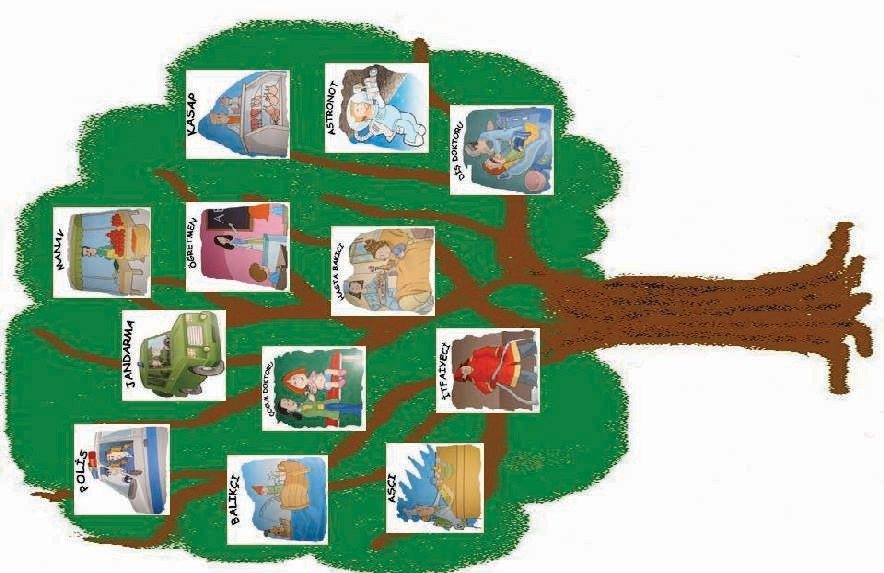 MANAV
POLİS
JANDARMA
ÖĞRETMEN
KASAP
BALIKÇI
ÇOCUK DOKTORU
HASTA BAKICI
ASTRONOT
AŞÇI
İTFAİYECİ
DİŞ DOKTORU